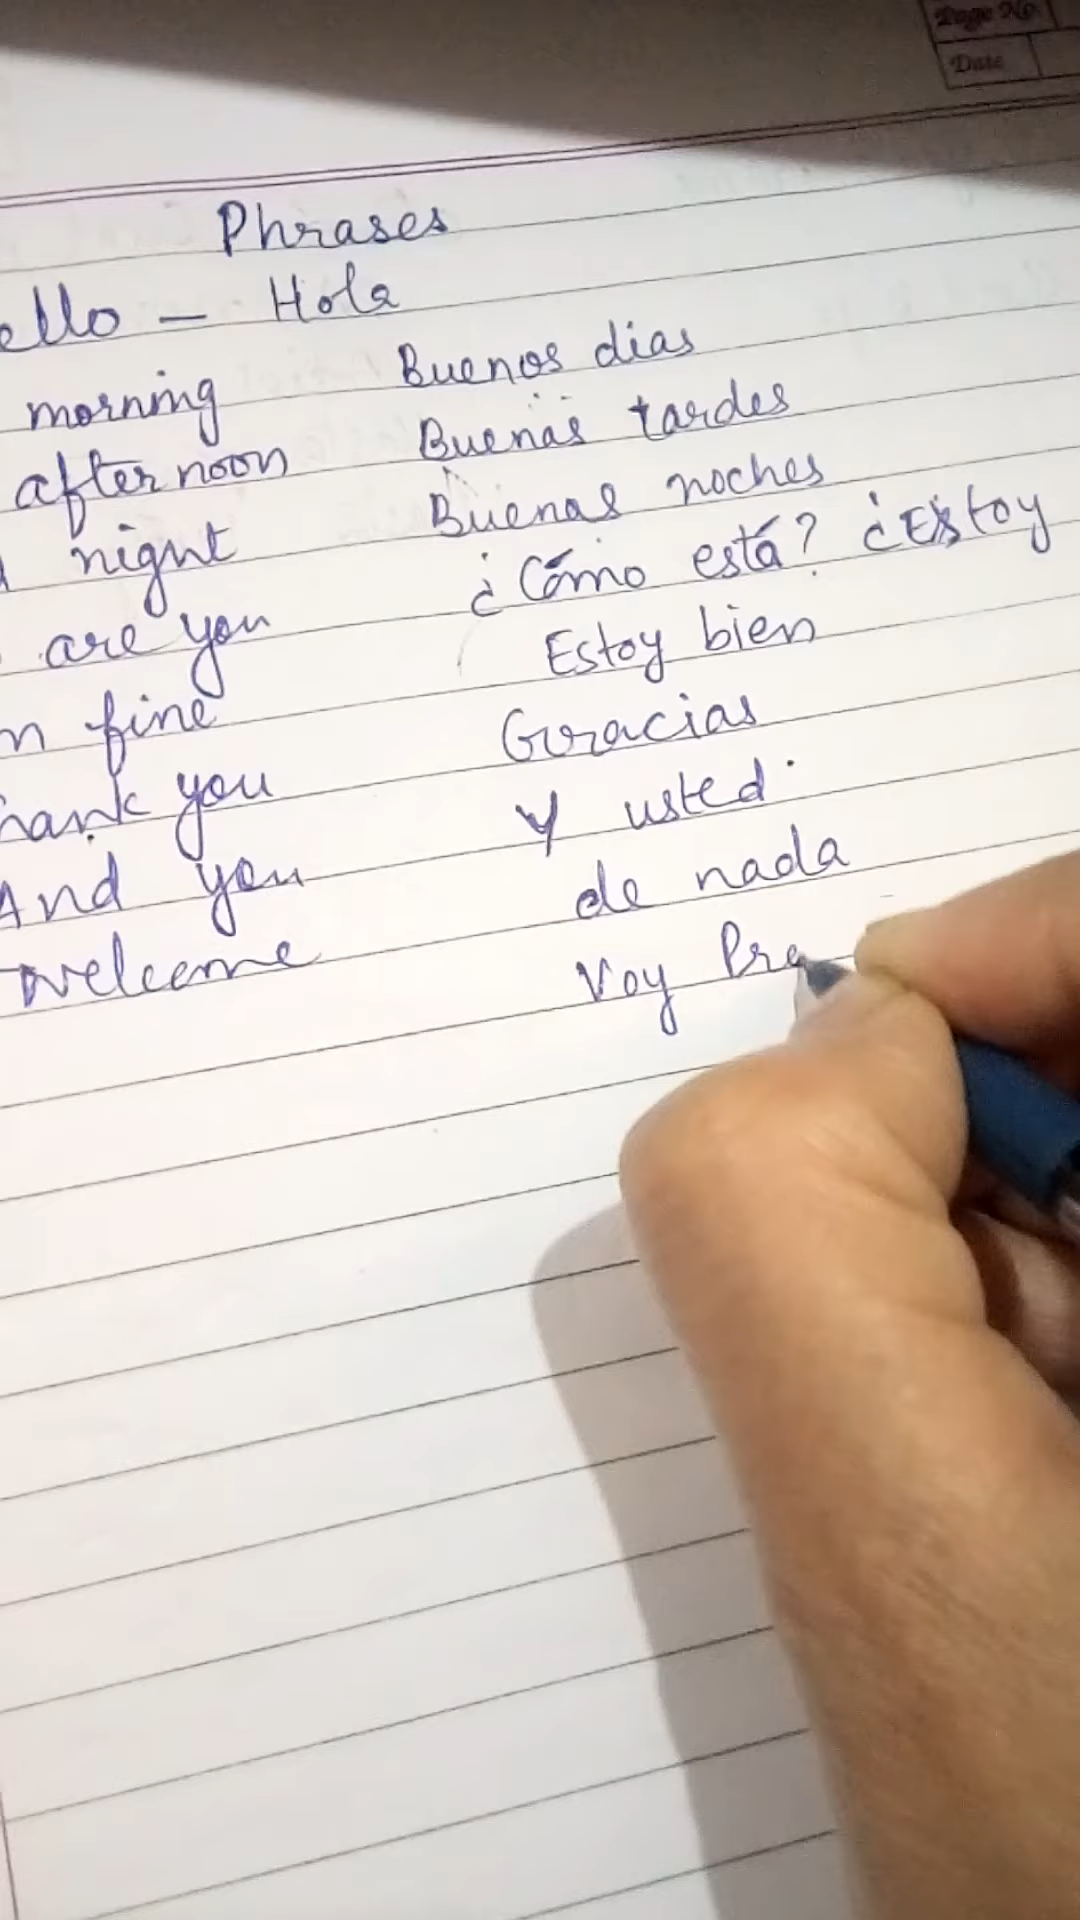 Page No.
Date
Phrases
ello - Hola
morning Buenos dias
afternoon Buenas tardes
night Buenas noches
are you ¿Cómo está? ¿Estoy
fine Estoy bien
hank you Gracias
And you Y usted
welcome de nada
Voy Pre